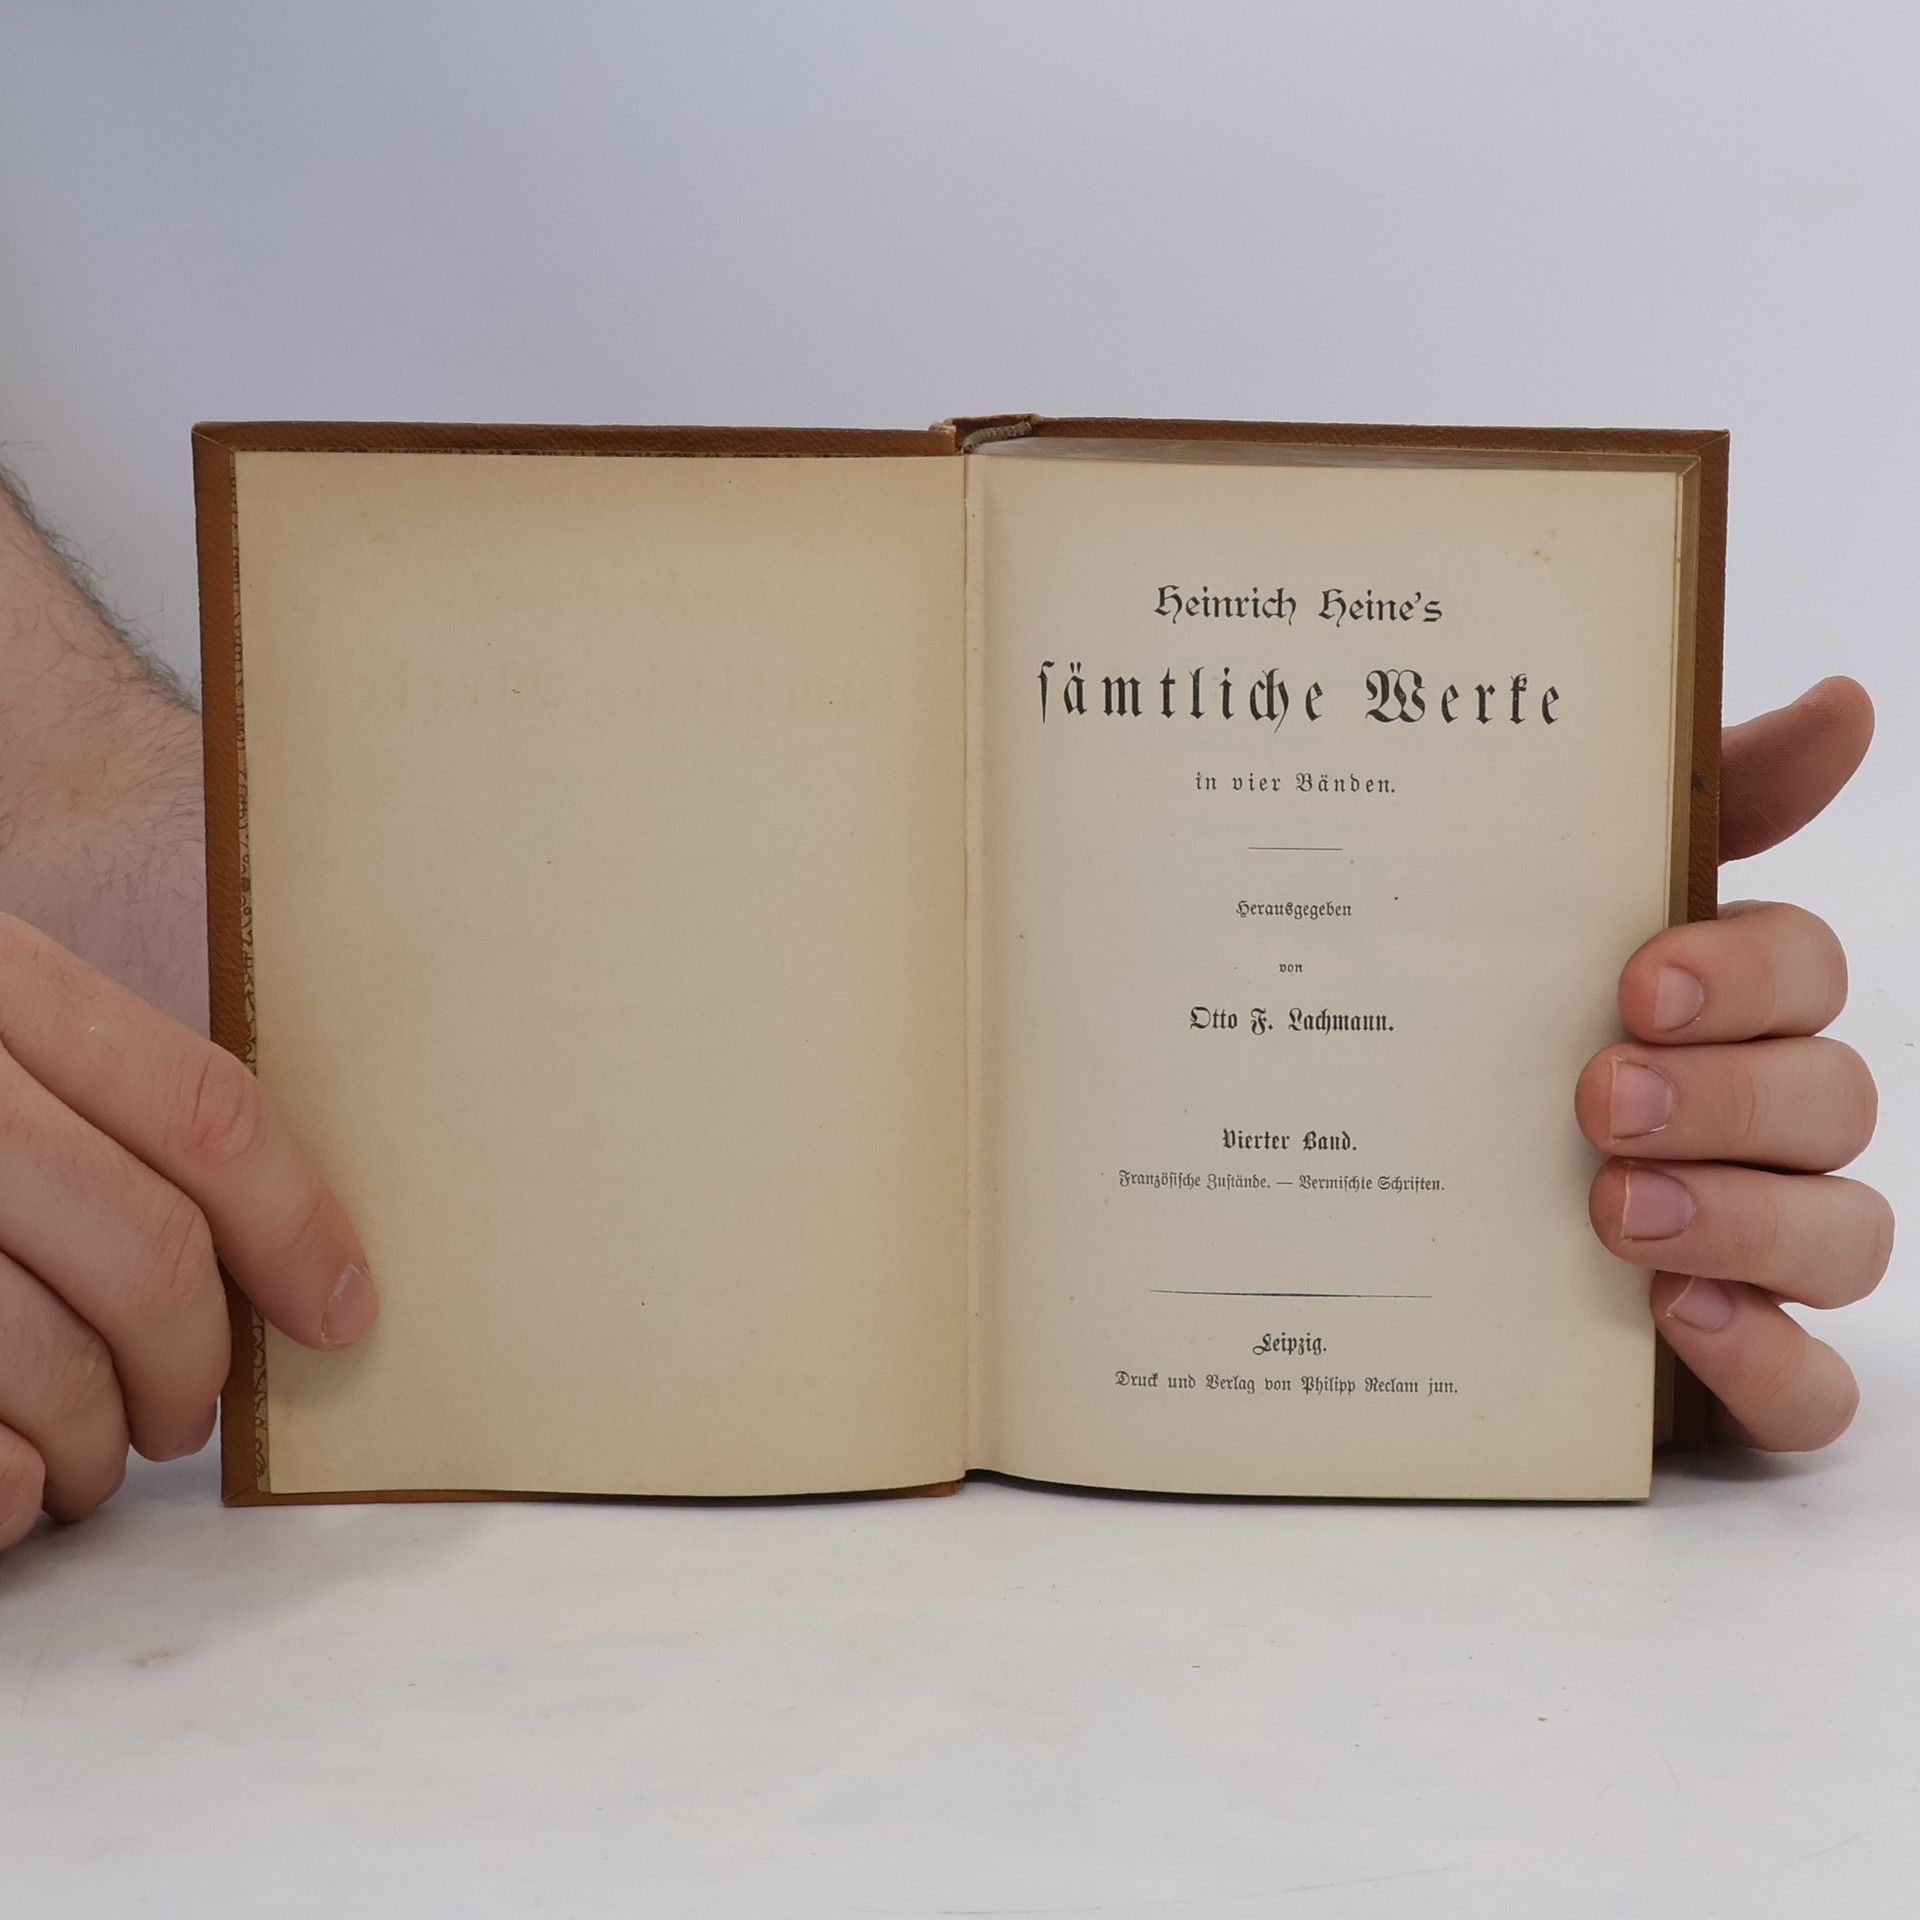 Heinrich Heine's
ſämtliche Werke
in vier Bänden.
Herausgegeben
von
Otto F. Lachmann.
Vierter Band.
Französiſche Zuſtände. — Vermiſchte Schriften.
Leipzig.
Druck und Verlag von Philipp Reclam jun.